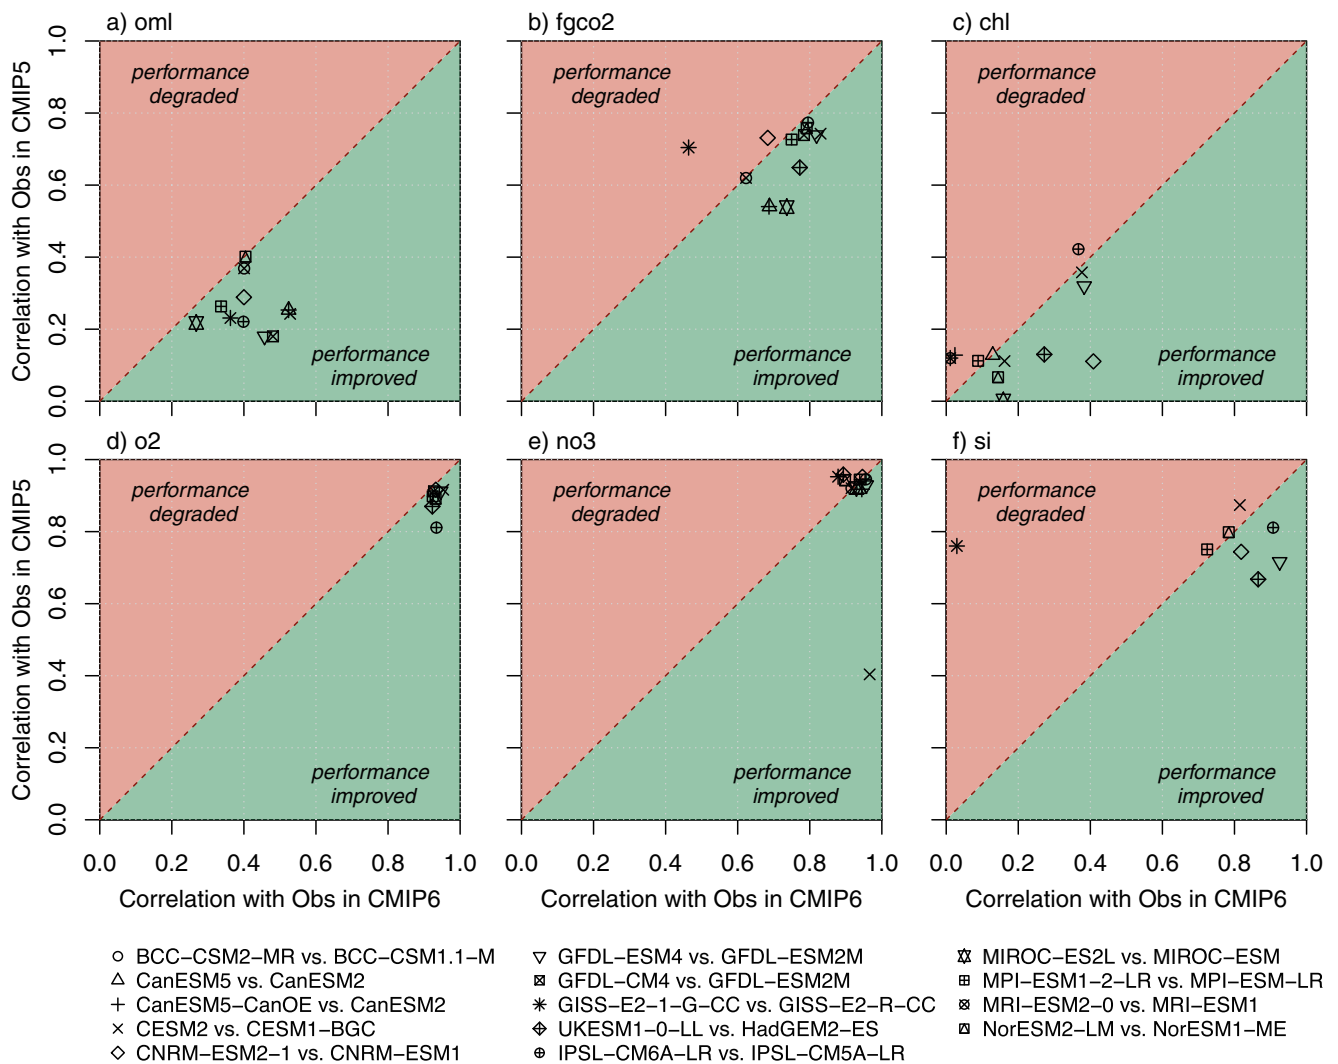 a) oml
b) fgco2
c) chl
Correlation with Obs in CMIP5
0.0 0.2 0.4 0.6 0.8 1.0
performance
degraded
performance
improved
performance
degraded
performance
improved
performance
degraded
performance
improved
d) o2
e) no3
f) si
Correlation with Obs in CMIP5
0.0 0.2 0.4 0.6 0.8 1.0
performance
degraded
performance
improved
performance
degraded
performance
improved
performance
degraded
performance
improved
0.0 0.2 0.4 0.6 0.8 1.0
0.0 0.2 0.4 0.6 0.8 1.0
0.0 0.2 0.4 0.6 0.8 1.0
Correlation with Obs in CMIP6
Correlation with Obs in CMIP6
Correlation with Obs in CMIP6
BCC−CSM2−MR vs. BCC−CSM1.1−M
CanESM5 vs. CanESM2
CanESM5−CanOE vs. CanESM2
CESM2 vs. CESM1−BGC
CNRM−ESM2−1 vs. CNRM−ESM1
GFDL−ESM4 vs. GFDL−ESM2M
GFDL−CM4 vs. GFDL−ESM2M
GISS−E2−1−G−CC vs. GISS−E2−R−CC
UKESM1−0−LL vs. HadGEM2−ES
IPSL−CM6A−LR vs. IPSL−CM5A−LR
MIROC−ES2L vs. MIROC−ESM
MPI−ESM1−2−LR vs. MPI−ESM−LR
MRI−ESM2−0 vs. MRI−ESM1
NorESM2−LM vs. NorESM1−ME